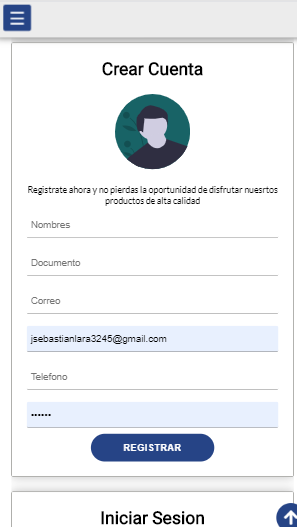 Crear Cuenta
Registrate ahora y no pierdas la oportunidad de disfrutar nuesrtos
productos de alta calidad
Nombres
Documento
Correo
jsebastianlara3245@gmail.com
Telefono
••••••
REGISTRAR
Iniciar Sesion